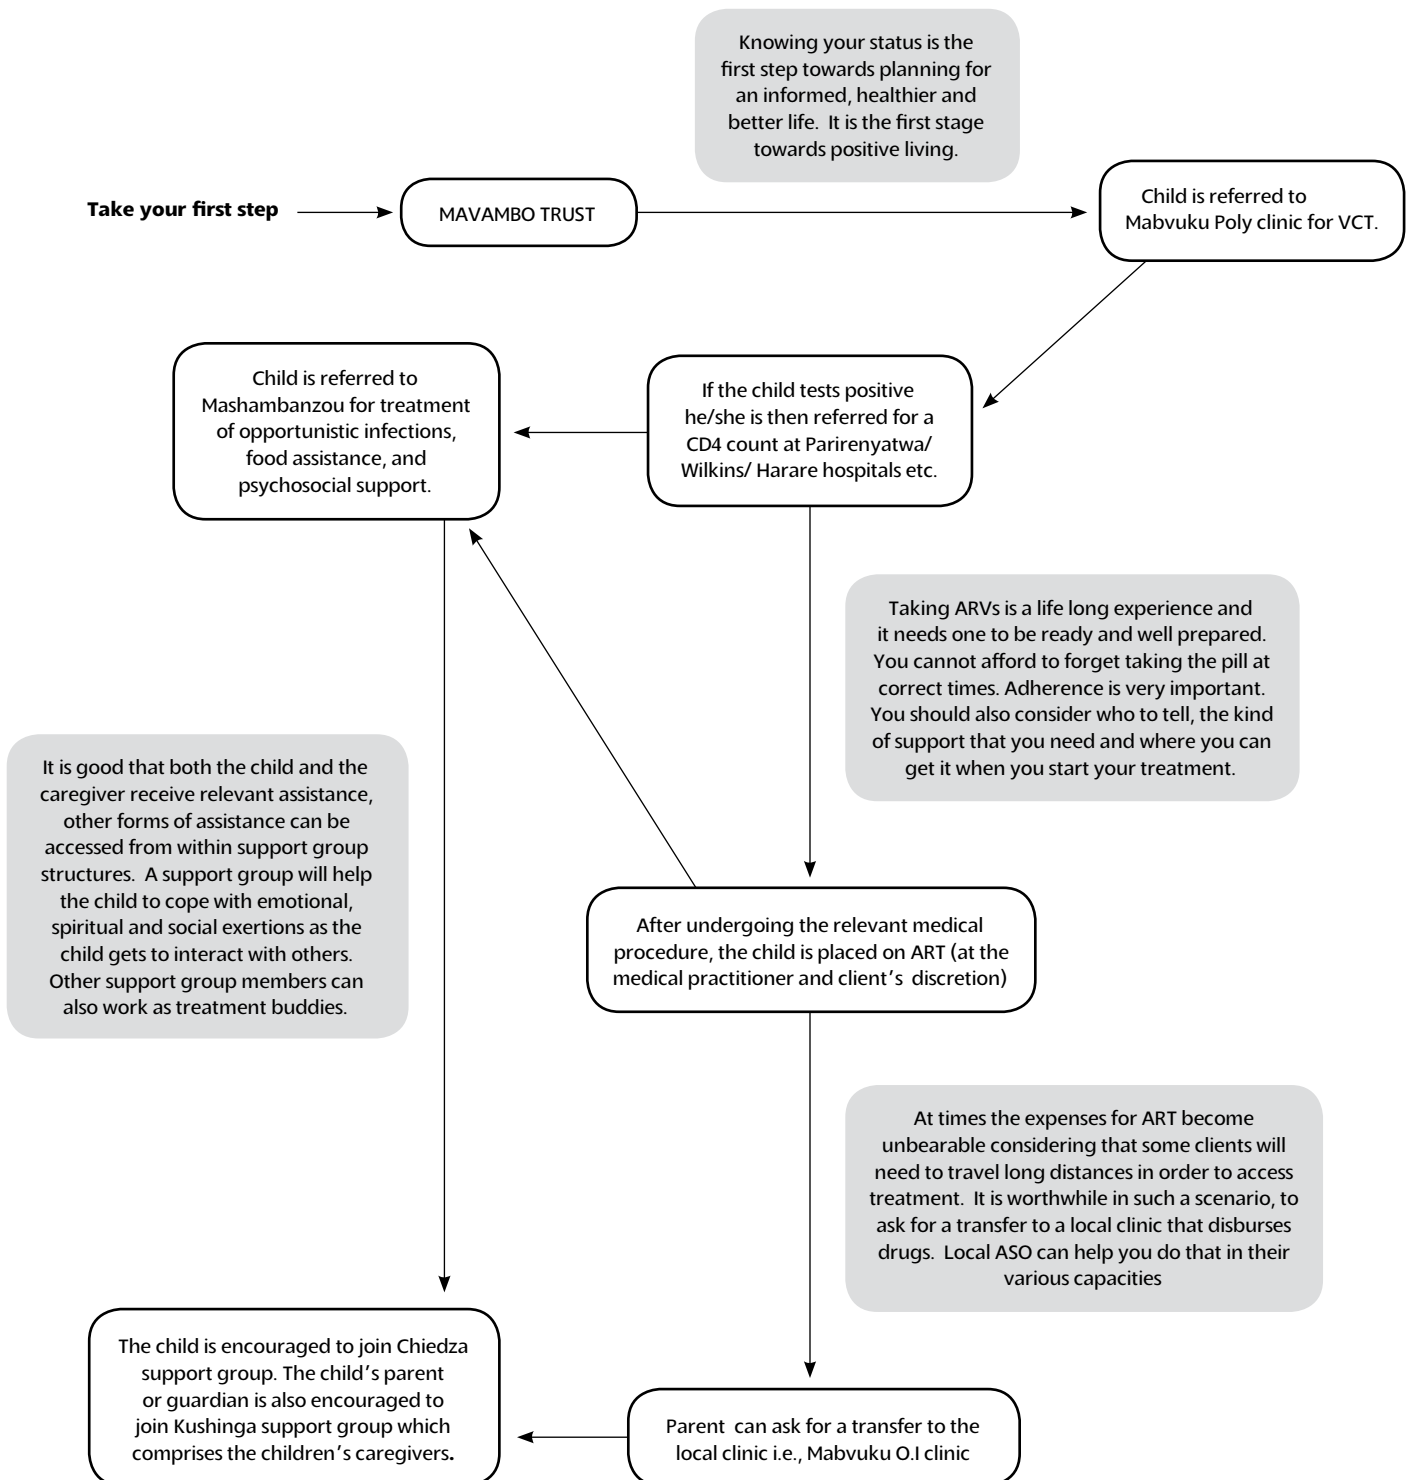 Knowing your status is the
first step towards planning for
an informed, healthier and
better life.  It is the first stage
towards positive living.
Take your first step
MAVAMBO TRUST
Child is referred to
Mabvuku Poly clinic for VCT.
Child is referred to
Mashambanzou for treatment
of opportunistic infections,
food assistance, and
psychosocial support.
If the child tests positive
he/she is then referred for a
CD4 count at Parirenyatwa/
Wilkins/ Harare hospitals etc.
Taking ARVs is a life long experience and
it needs one to be ready and well prepared.
You cannot afford to forget taking the pill at
correct times. Adherence is very important.
You should also consider who to tell, the kind
of support that you need and where you can
get it when you start your treatment.
It is good that both the child and the
caregiver receive relevant assistance,
other forms of assistance can be
accessed from within support group
structures.  A support group will help
the child to cope with emotional,
spiritual and social exertions as the
child gets to interact with others.
Other support group members can
also work as treatment buddies.
After undergoing the relevant medical
procedure, the child is placed on ART (at the
medical practitioner and client's  discretion)
At times the expenses for ART become
unbearable considering that some clients will
need to travel long distances in order to access
treatment.  It is worthwhile in such a scenario, to
ask for a transfer to a local clinic that disburses
drugs.  Local ASO can help you do that in their
various capacities
The child is encouraged to join Chiedza
support group. The child's parent
or guardian is also encouraged to
join Kushinga support group which
comprises the children's caregivers.
Parent  can ask for a transfer to the
local clinic i.e., Mabvuku O.I clinic